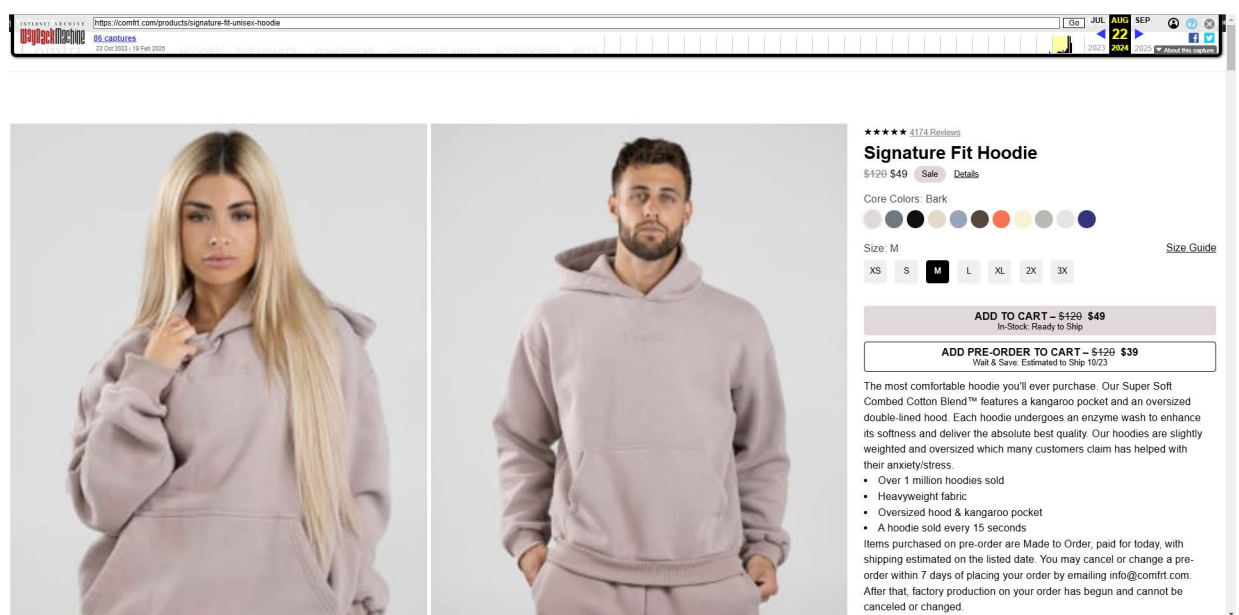 INTERNET ARCHIVE
WayBackMachine
https://comfrt.com/products/signature-fit-unisex-hoodie
Go
JUL AUG SEP
86 captures
22
23 Oct 2023 - 19 Feb 2025
2023 2024 2025
About this capture
HOODIES SWEATPANTS LOUNGEWEAR WEIGHTED BLANKET ACCESSORIES
★★★★★ 4174 Reviews
Signature Fit Hoodie
$120 $49 Sale Details
Core Colors: Bark
Size: M Size Guide
XS S M L XL 2X 3X
ADD TO CART – $120 $49
In-Stock: Ready to Ship
ADD PRE-ORDER TO CART – $120 $39
Wait & Save: Estimated to Ship 10/23
The most comfortable hoodie you'll ever purchase. Our Super Soft
Combed Cotton Blend™ features a kangaroo pocket and an oversized
double-lined hood. Each hoodie undergoes an enzyme wash to enhance
its softness and deliver the absolute best quality. Our hoodies are slightly
weighted and oversized which many customers claim has helped with
their anxiety/stress.
• Over 1 million hoodies sold
• Heavyweight fabric
• Oversized hood & kangaroo pocket
• A hoodie sold every 15 seconds
Items purchased on pre-order are Made to Order, paid for today, with
shipping estimated on the listed date. You may cancel or change a pre-
order within 7 days of placing your order by emailing info@comfrt.com.
After that, factory production on your order has begun and cannot be
canceled or changed.